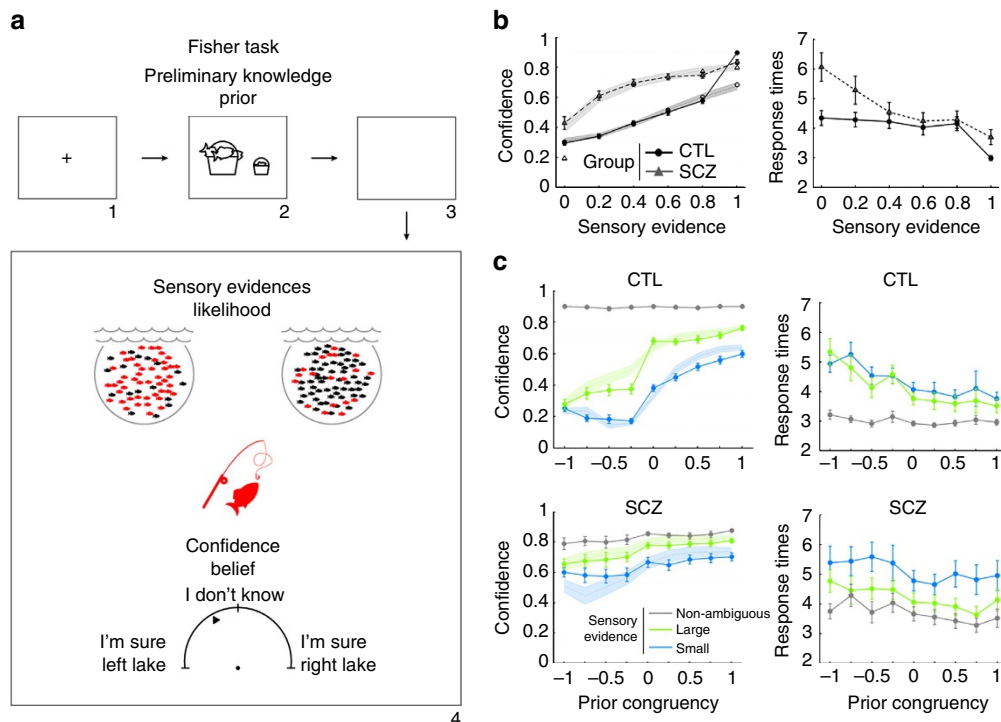 a
Fisher task
Preliminary knowledge
prior
+
1
2
3
Sensory evidences
likelihood
Confidence
belief
I don't know
I'm sure
left lake
I'm sure
right lake
4
b
Confidence
1
0.8
0.6
0.4
0.2
0
Group
CTL
SCZ
0 0.2 0.4 0.6 0.8 1
Sensory evidence
Response times
7
6
5
4
3
2
0 0.2 0.4 0.6 0.8 1
Sensory evidence
c
CTL
Confidence
1
0.8
0.6
0.4
0.2
0
−1 −0.5 0 0.5 1
Response times
7
6
5
4
3
2
−1 −0.5 0 0.5 1
SCZ
Confidence
1
0.8
0.6
0.4
0.2
0
Sensory
evidence
Non-ambiguous
Large
Small
−1 −0.5 0 0.5 1
Prior congruency
SCZ
Response times
7
6
5
4
3
2
−1 −0.5 0 0.5 1
Prior congruency